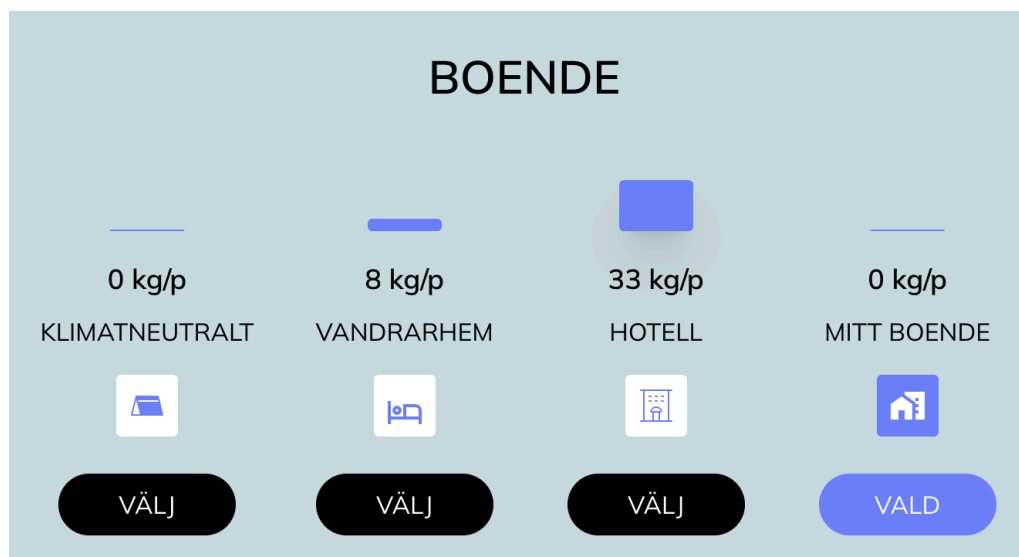 BOENDE
0 kg/p 8 kg/p 33 kg/p 0 kg/p
KLIMATNEUTRALT VANDRARHEM HOTELL MITT BOENDE
VÄLJ VÄLJ VÄLJ VALD